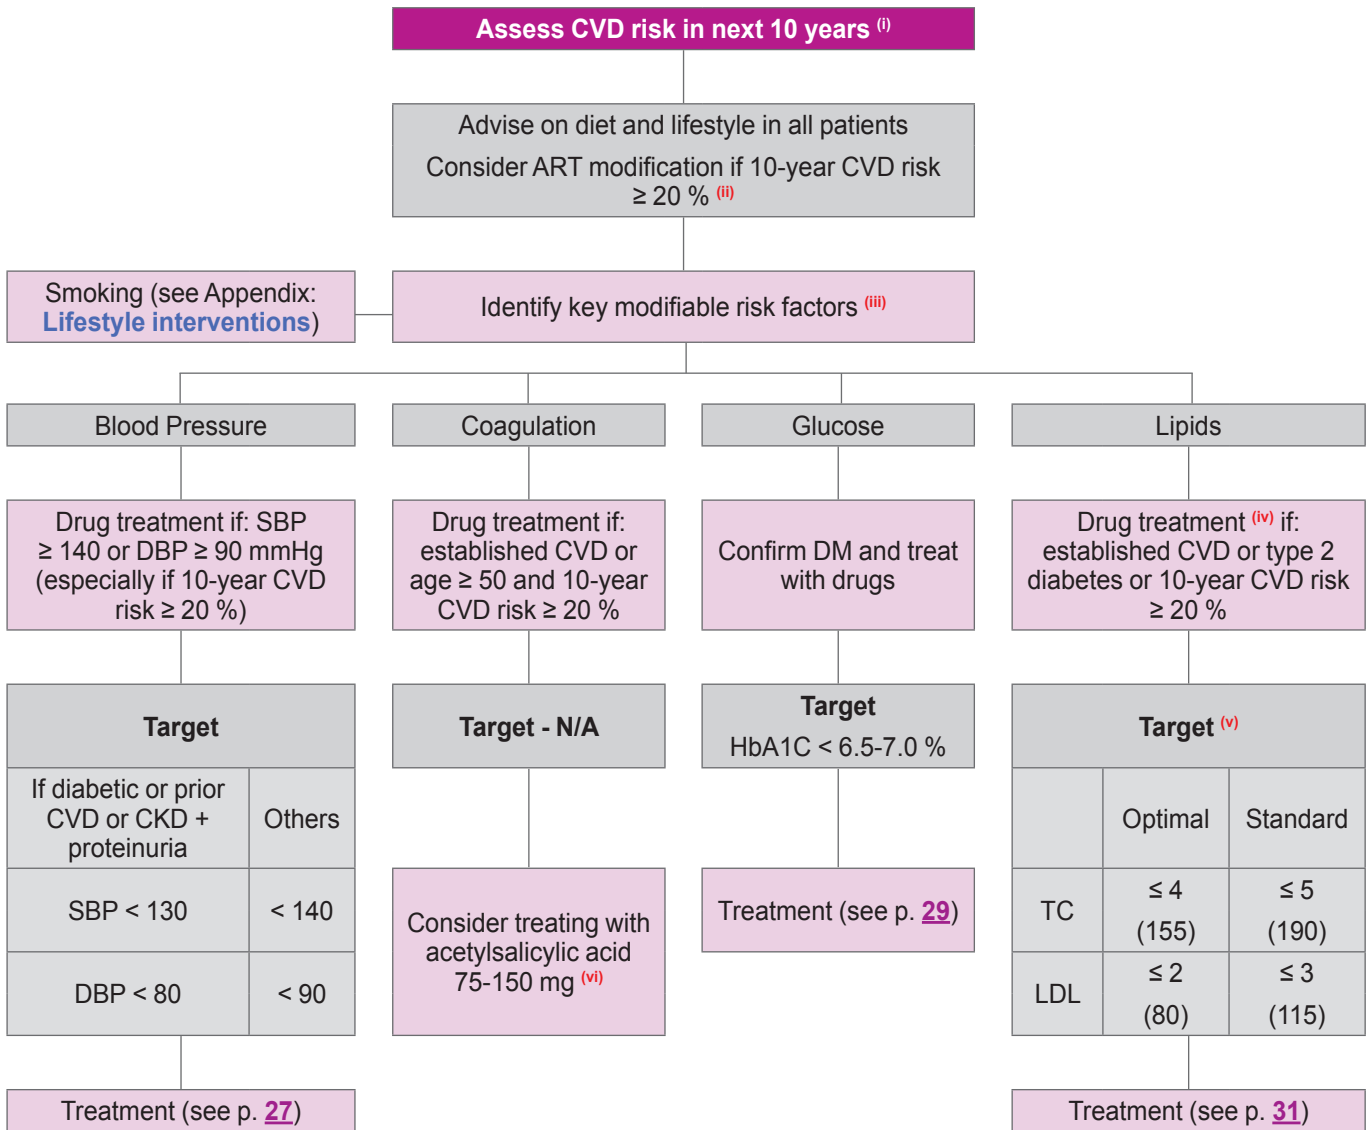 Assess CVD risk in next 10 years (i)
Advise on diet and lifestyle in all patients
Consider ART modification if 10-year CVD risk
≥ 20 % (ii)
Smoking (see Appendix:
Lifestyle interventions)
Identify key modifiable risk factors (iii)
Blood Pressure
Coagulation
Glucose
Lipids
Drug treatment if: SBP
≥ 140 or DBP ≥ 90 mmHg
(especially if 10-year CVD
risk ≥ 20 %)
Drug treatment if:
established CVD or
age ≥ 50 and 10-year
CVD risk ≥ 20 %
Confirm DM and treat
with drugs
Drug treatment (iv) if:
established CVD or type 2
diabetes or 10-year CVD risk
≥ 20 %
Target
Target - N/A
Target
HbA1C < 6.5-7.0 %
Target (v)
If diabetic or prior
CVD or CKD +
proteinuria
Others
SBP < 130
< 140
DBP < 80
< 90
Consider treating with
acetylsalicylic acid
75-150 mg (vi)
Treatment (see p. 29)
Optimal
Standard
TC
≤ 4
(155)
≤ 5
(190)
LDL
≤ 2
(80)
≤ 3
(115)
Treatment (see p. 27)
Treatment (see p. 31)